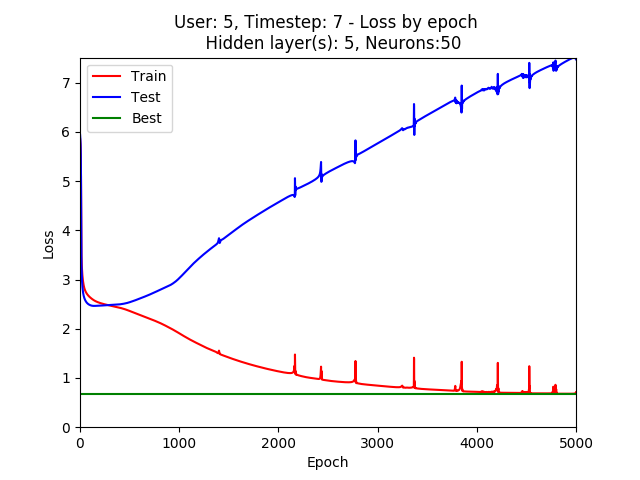 User: 5, Timestep: 7 - Loss by epoch
Hidden layer(s): 5, Neurons:50
Train
Test
Best
7
6
5
4
3
2
1
0
Loss
0 1000 2000 3000 4000 5000
Epoch